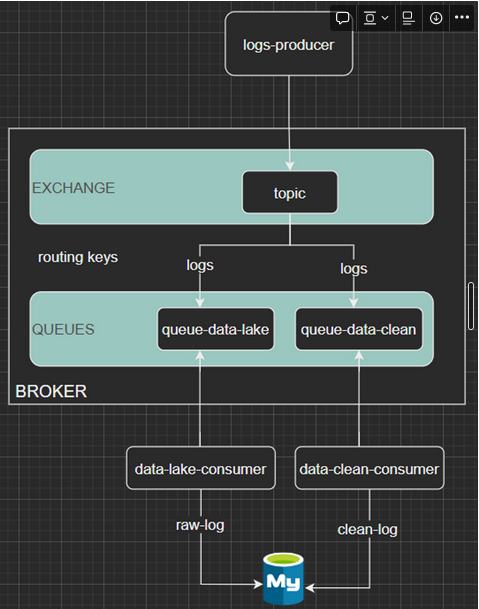 logs-producer
EXCHANGE
topic
routing keys
logs
logs
QUEUES
queue-data-lake
queue-data-clean
BROKER
data-lake-consumer
data-clean-consumer
raw-log
clean-log
My